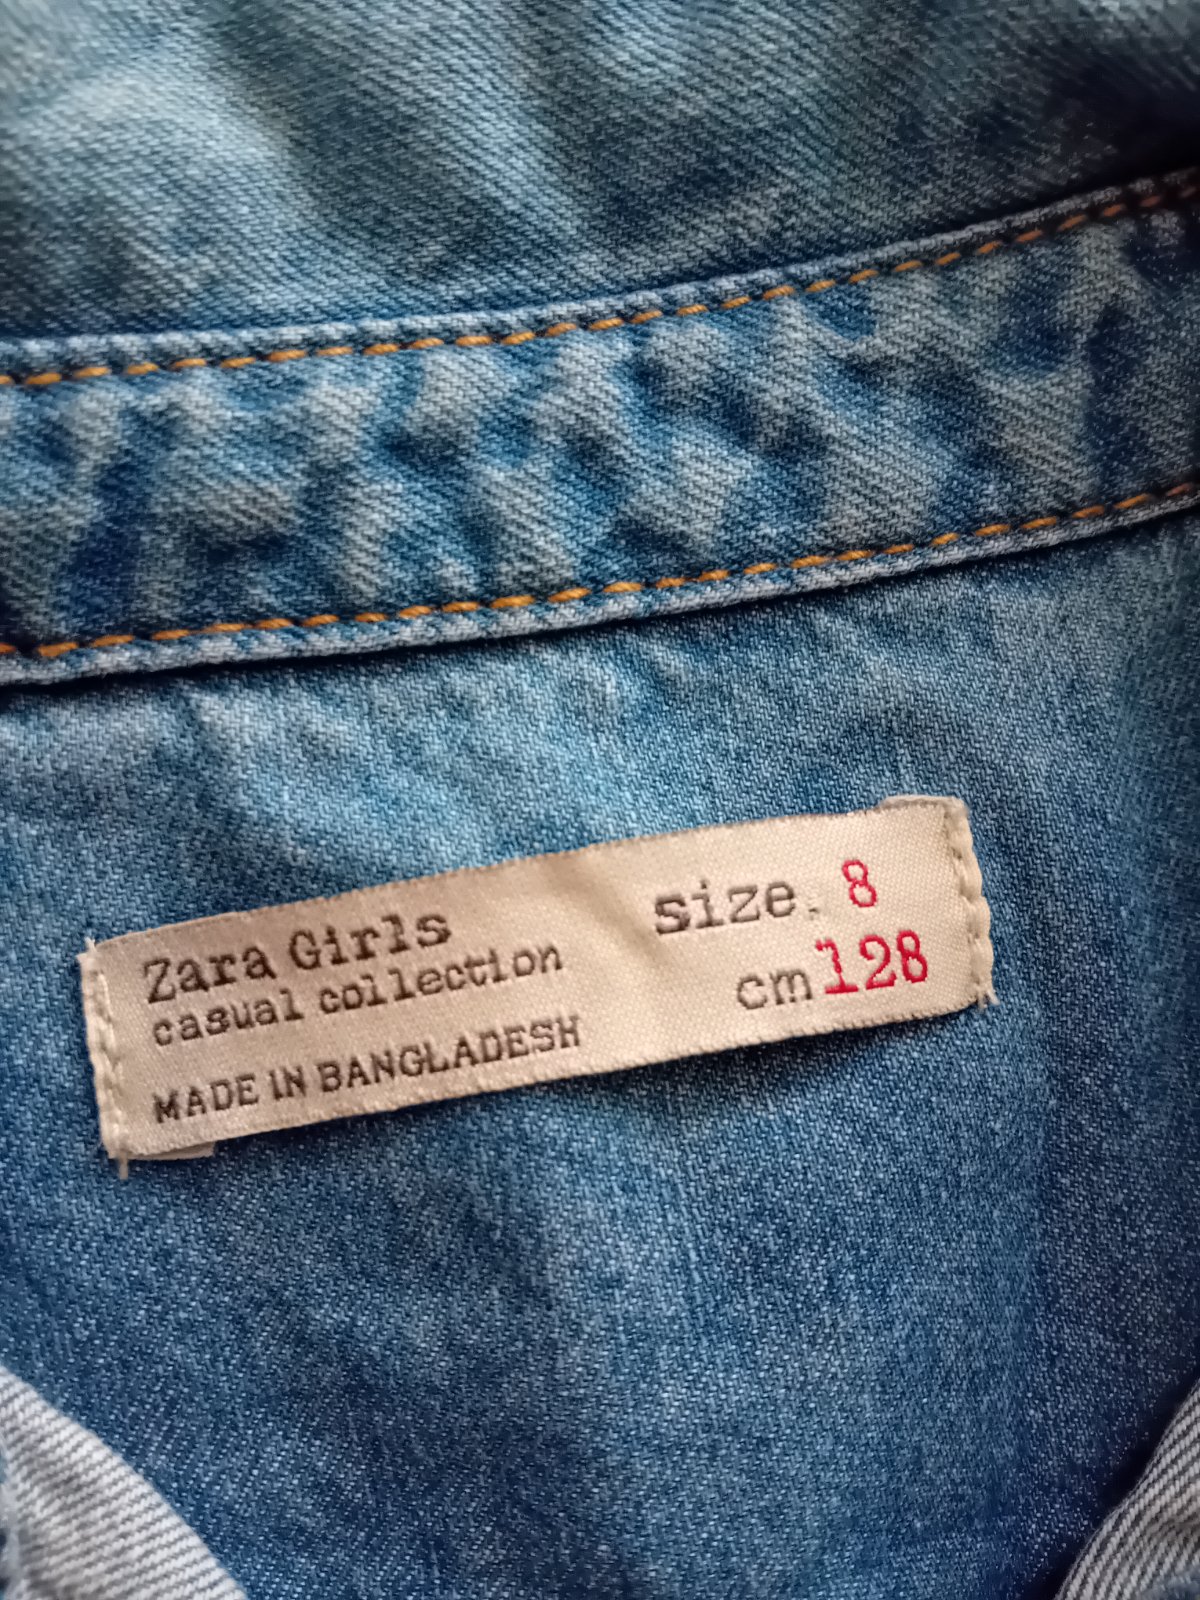 Zara Girls
casual collection
MADE IN BANGLADESH
size. 8
cm 128